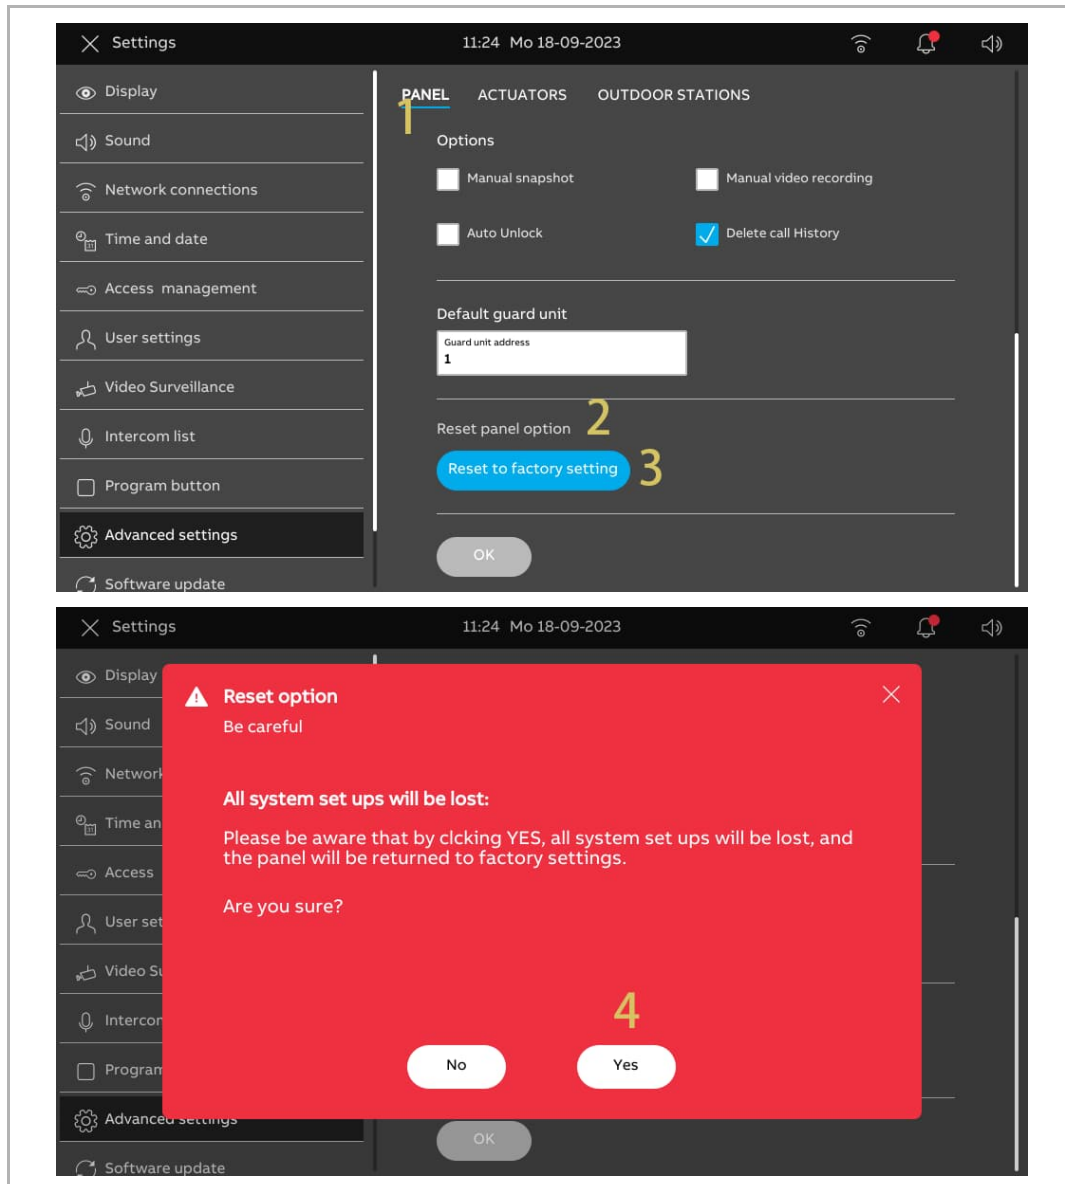 Settings
11:24 Mo 18-09-2023
Display
Sound
Network connections
Time and date
Access management
User settings
Video Surveillance
Intercom list
Program button
Advanced settings
Software update
PANEL ACTUATORS OUTDOOR STATIONS
1
Options
Manual snapshot Manual video recording
Auto Unlock Delete call History
Default guard unit
Guard unit address
1
Reset panel option 2
Reset to factory setting 3
OK
Settings
11:24 Mo 18-09-2023
Display
Sound
Network
Time an
Access
User set
Video Su
Intercom
Program
Advanced settings
Software update
Reset option
Be careful
All system set ups will be lost:
Please be aware that by clcking YES, all system set ups will be lost, and
the panel will be returned to factory settings.
Are you sure?
4
No Yes
OK